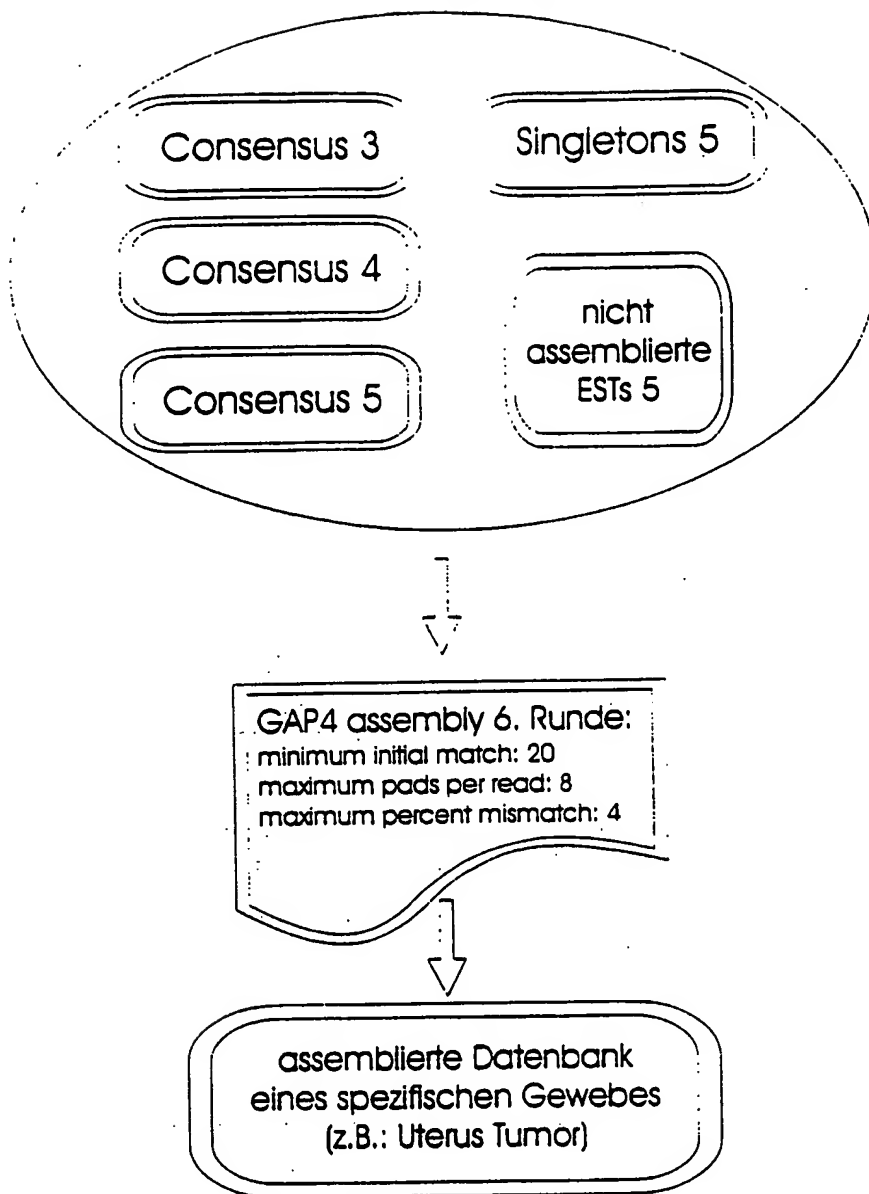 Consensus 3
Singletons 5
Consensus 4
nicht
assemblierte
ESTs 5
Consensus 5
GAP4 assembly 6. Runde:
minimum initial match: 20
maximum pads per read: 8
maximum percent mismatch: 4
assemblierte Datenbank
eines spezifischen Gewebes
(z.B.: Uterus Tumor)